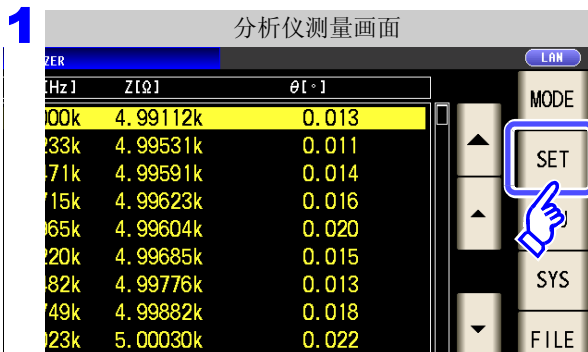 1
分析仪测量画面
ZER
LAN
[Hz] Z[Ω] θ[°]
MODE
000k 4.99112k 0.013
233k 4.99531k 0.011
SET
471k 4.99591k 0.014
715k 4.99623k 0.016
965k 4.99604k 0.020
220k 4.99685k 0.015
482k 4.99776k 0.013
SYS
749k 4.99882k 0.018
023k 5.00030k 0.022
FILE